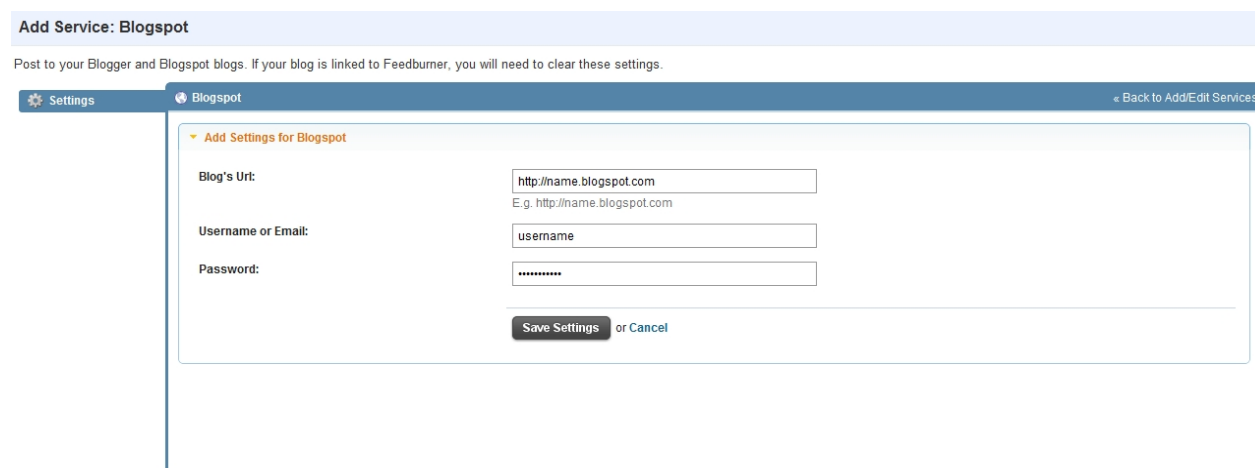 Add Service: Blogspot
Post to your Blogger and Blogspot blogs. If your blog is linked to Feedburner, you will need to clear these settings.
Settings
Blogspot
« Back to Add/Edit Services
Add Settings for Blogspot
Blog's Url:
http://name.blogspot.com
E.g. http://name.blogspot.com
Username or Email:
username
Password:
•••••••••••
Save Settings or Cancel